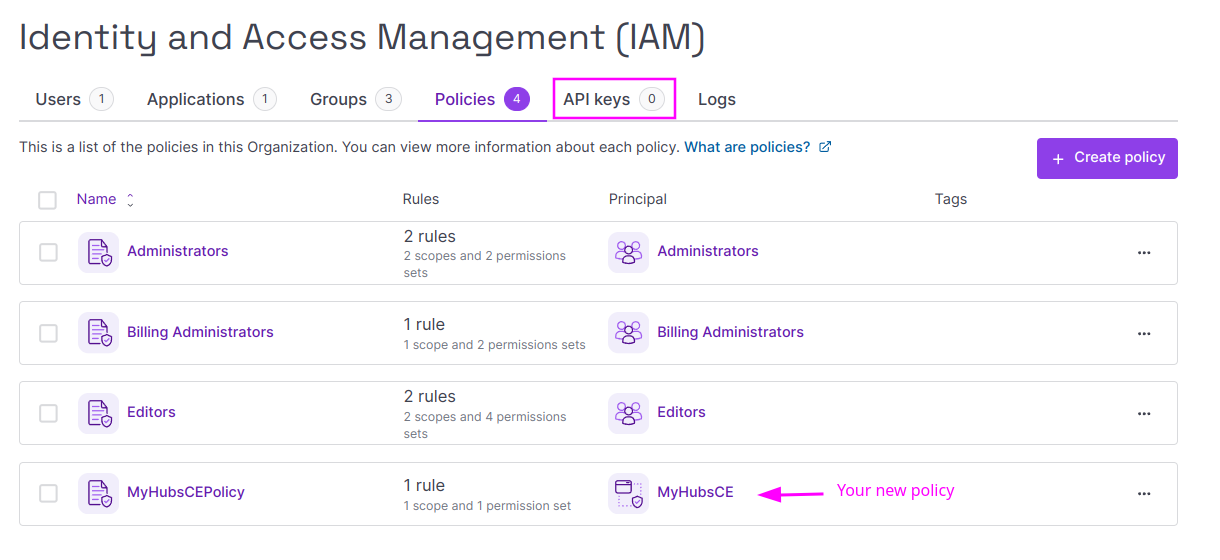 Identity and Access Management (IAM)
Users 1 Applications 1 Groups 3 Policies 4 API keys 0 Logs
This is a list of the policies in this Organization. You can view more information about each policy. What are policies?
+ Create policy
Name Rules Principal Tags
Administrators 2 rules Administrators
2 scopes and 2 permissions
sets
Billing Administrators 1 rule Billing Administrators
1 scope and 2 permissions sets
Editors 2 rules Editors
2 scopes and 4 permissions
sets
MyHubsCEPolicy 1 rule MyHubsCE Your new policy
1 scope and 1 permission set